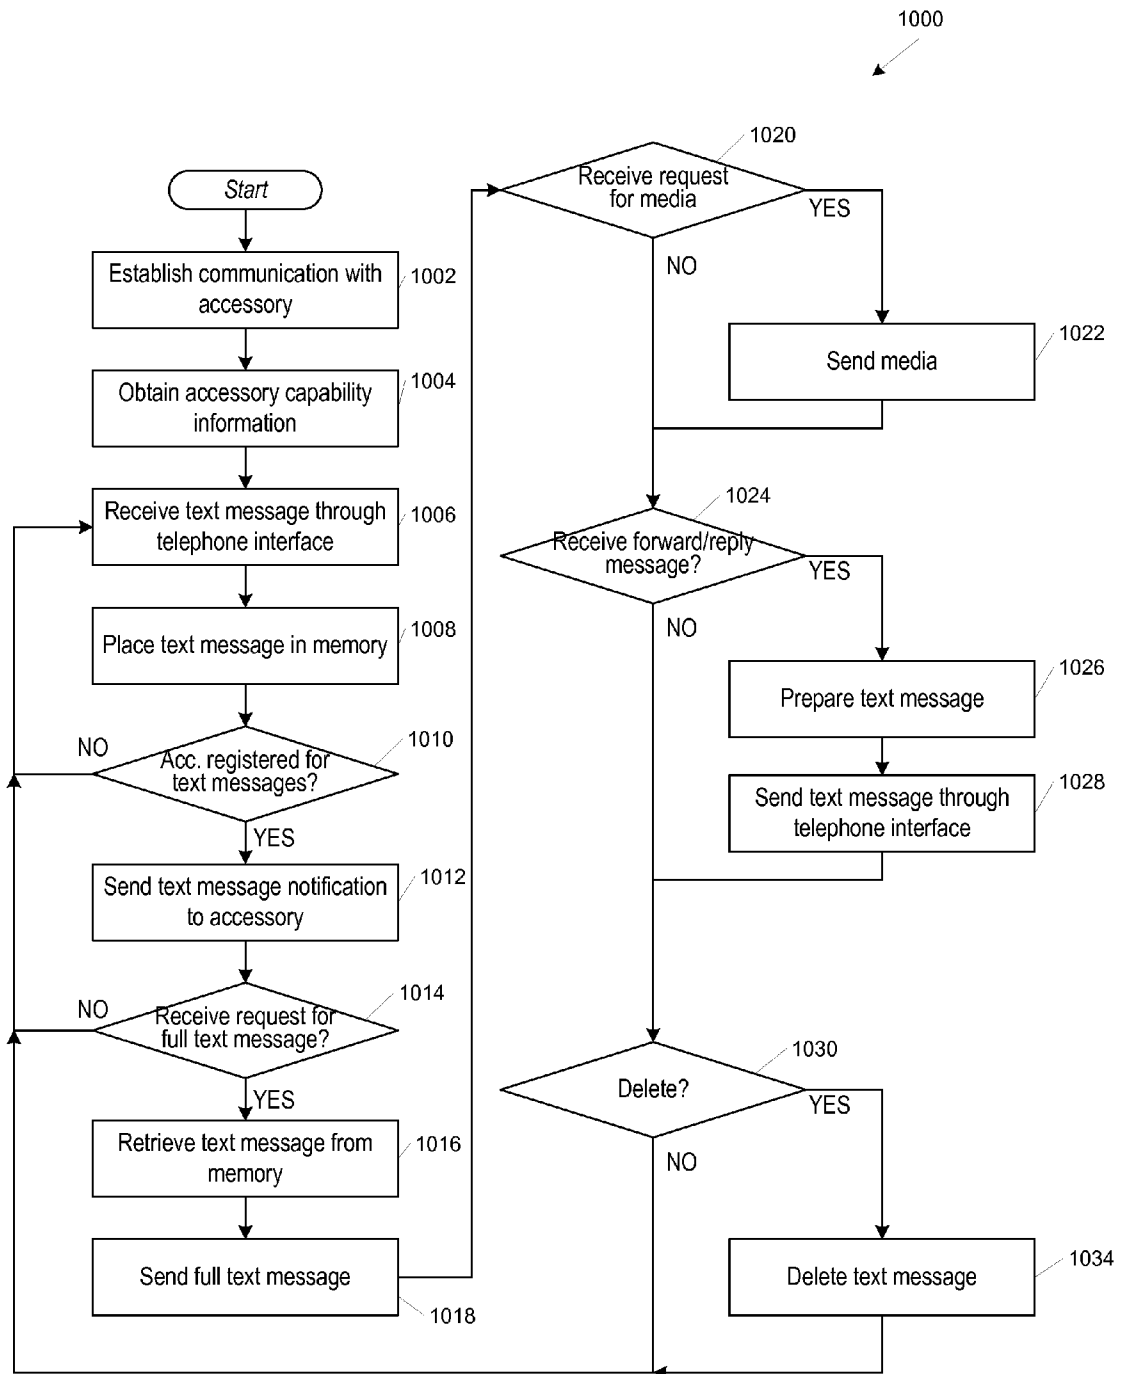 1000
Start
Establish communication with
accessory
1002
Obtain accessory capability
information
1004
Receive text message through
telephone interface
1006
Place text message in memory
1008
Acc. registered for
text messages?
1010
NO
YES
Send text message notification
to accessory
1012
Receive request for
full text message?
1014
NO
YES
Retrieve text message from
memory
1016
Send full text message
1018
Receive request
for media
1020
YES
NO
Send media
1022
Receive forward/reply
message?
1024
YES
NO
Prepare text message
1026
Send text message through
telephone interface
1028
Delete?
1030
YES
NO
Delete text message
1034